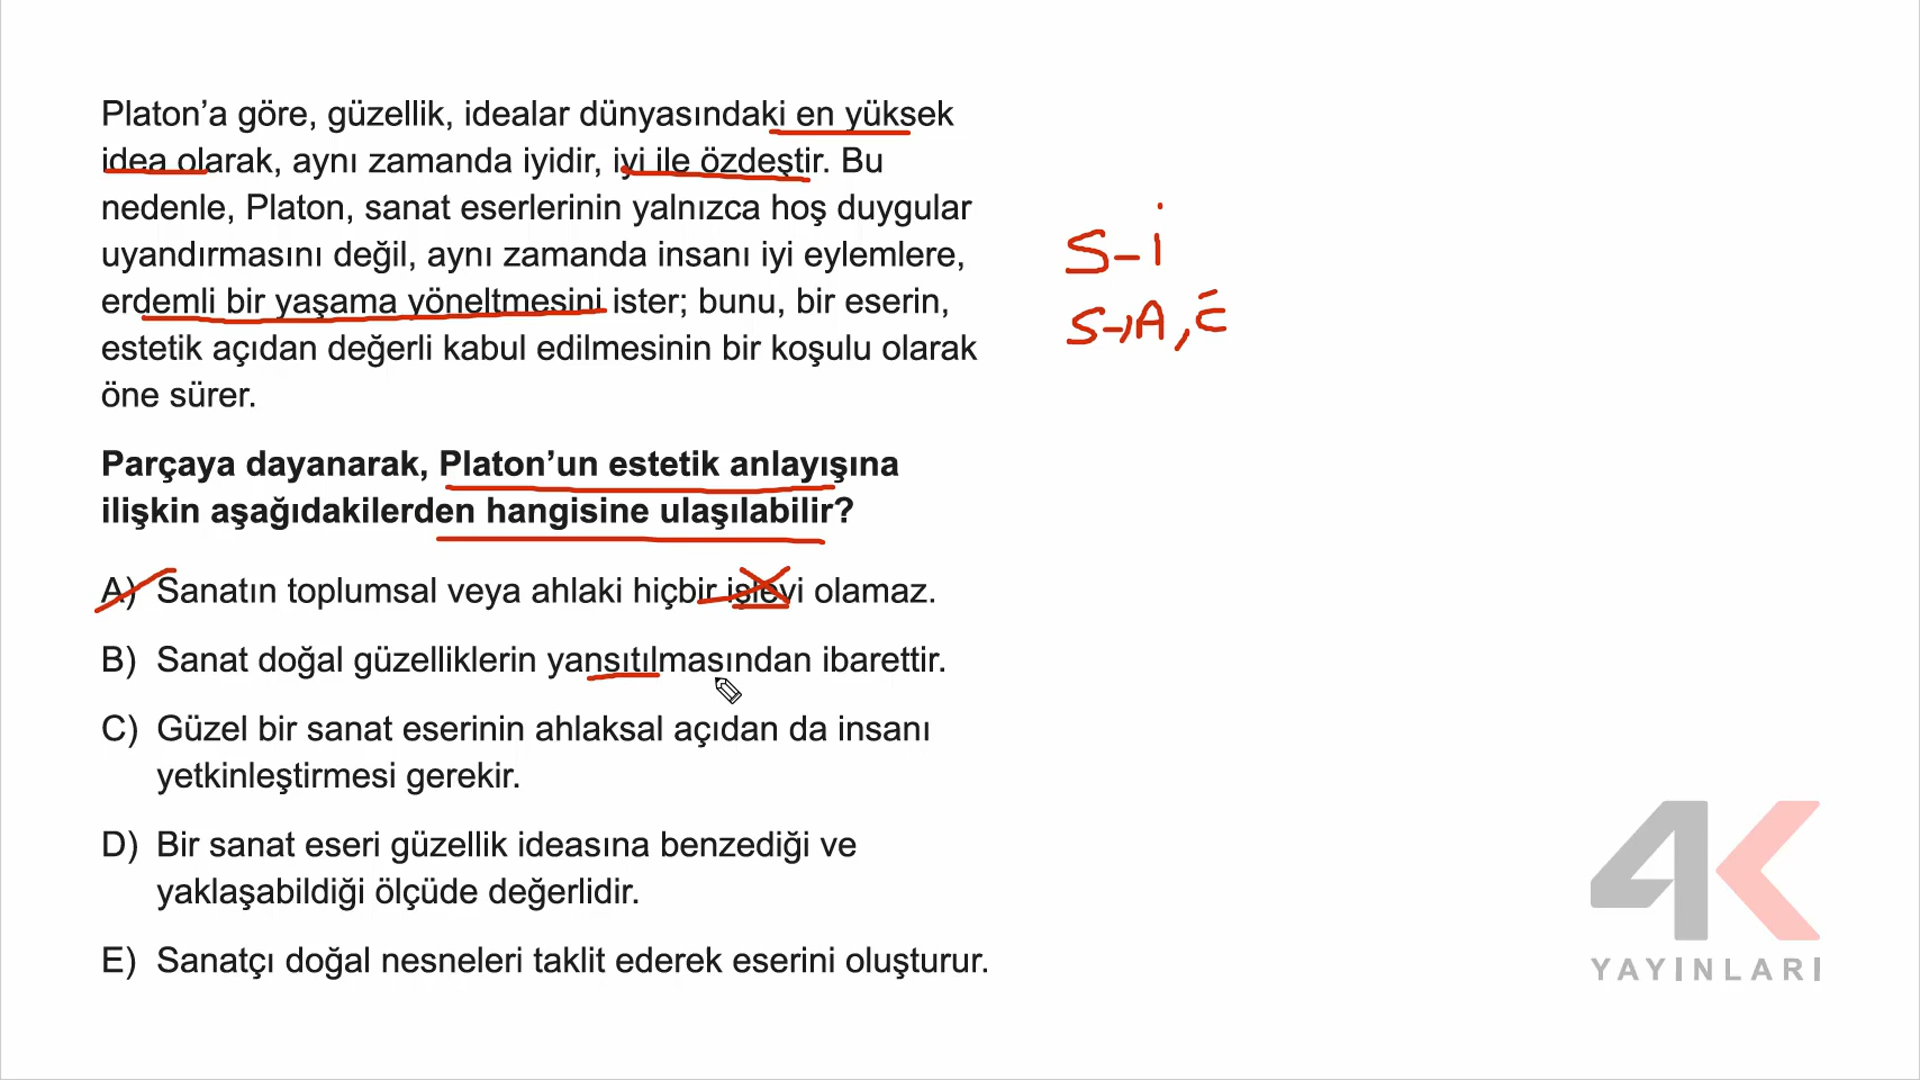 Platon’a göre, güzellik, idealar dünyasındaki en yüksek
idea olarak, aynı zamanda iyidir, iyi ile özdeştir. Bu
nedenle, Platon, sanat eserlerinin yalnızca hoş duygular
uyandırmasını değil, aynı zamanda insanı iyi eylemlere,
erdemli bir yaşama yöneltmesini ister; bunu, bir eserin,
estetik açıdan değerli kabul edilmesinin bir koşulu olarak
öne sürer.
Parçaya dayanarak, Platon’un estetik anlayışına
ilişkin aşağıdakilerden hangisine ulaşılabilir?
A) Sanatın toplumsal veya ahlaki hiçbir işlevi olamaz.
B) Sanat doğal güzelliklerin yansıtılmasından ibarettir.
C) Güzel bir sanat eserinin ahlaksal açıdan da insanı
yetkinleştirmesi gerekir.
D) Bir sanat eseri güzellik ideasına benzediği ve
yaklaşabildiği ölçüde değerlidir.
E) Sanatçı doğal nesneleri taklit ederek eserini oluşturur.
S-İ
4K
YAYINLARI